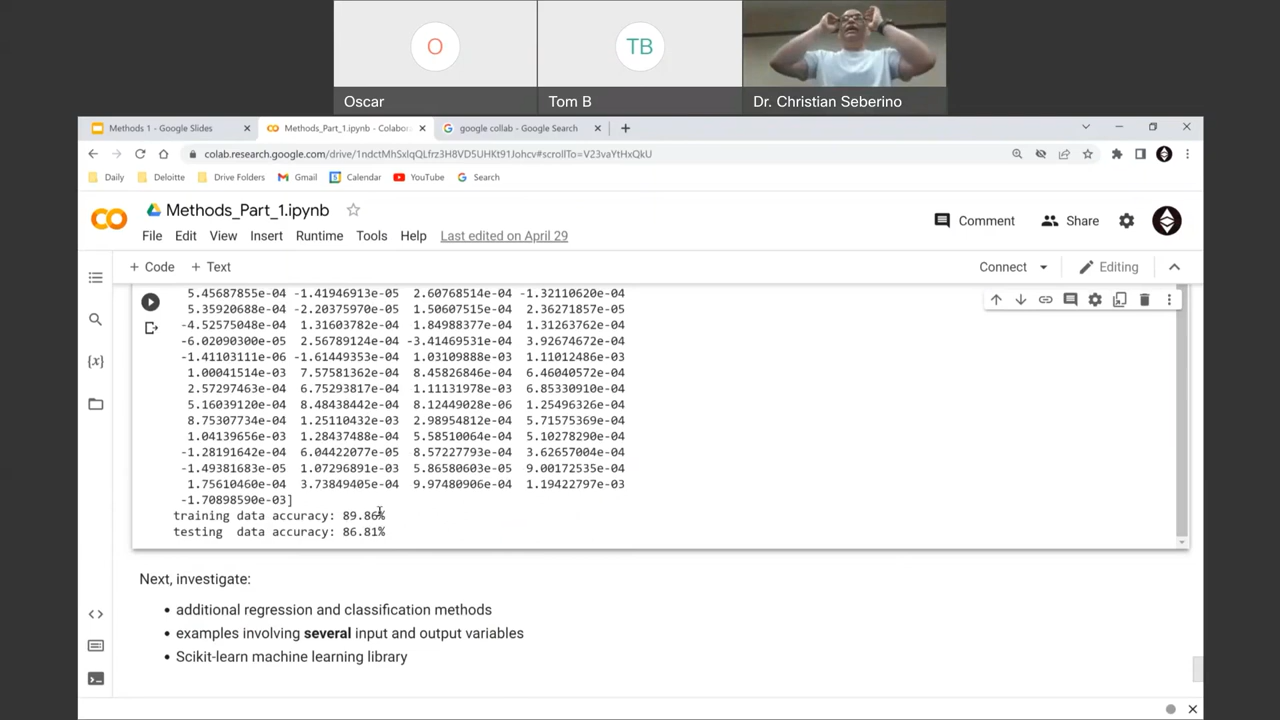 O
TB
Oscar
Tom B
Dr. Christian Seberino
Methods 1 - Google Slides
Methods_Part_1.ipynb - Colabora
google collab - Google Search
colab.research.google.com/drive/1ndctMhSxlqQLfrz3H8VD5UHKt91Johcv#scrollTo=V23vaYtHxQkU
Daily
Deloitte
Drive Folders
Gmail
Calendar
YouTube
Search
Methods_Part_1.ipynb
Comment
Share
File Edit View Insert Runtime Tools Help Last edited on April 29
+ Code + Text
Connect
Editing
5.45687855e-04 -1.41946913e-05 2.60768514e-04 -1.32110620e-04
5.35920688e-04 -2.20375970e-05 1.50607515e-04 2.36271857e-05
-4.52575048e-04 1.31603782e-04 1.84988377e-04 1.31263762e-04
-6.02090300e-05 2.56789124e-04 -3.41469531e-04 3.92674672e-04
-1.41103111e-06 -1.61449353e-04 1.03109888e-03 1.11012486e-03
1.00041514e-03 7.57581362e-04 8.45826846e-04 6.46040572e-04
2.57297463e-04 6.75293817e-04 1.11131978e-03 6.85330910e-04
5.16039120e-04 8.48438442e-04 8.12449028e-06 1.25496326e-04
8.75307734e-04 1.25110432e-03 2.98954812e-04 5.71575369e-04
1.04139656e-03 1.28437488e-04 5.58510064e-04 5.10278290e-04
-1.28191642e-04 6.04422077e-05 8.57227793e-04 3.62657004e-04
-1.49381683e-05 1.07296891e-03 5.86580603e-05 9.00172535e-04
1.75610460e-04 3.73849405e-04 9.97480906e-04 1.19422797e-03
-1.70898590e-03]
training data accuracy: 89.86%
testing data accuracy: 86.81%
Next, investigate:
• additional regression and classification methods
• examples involving several input and output variables
• Scikit-learn machine learning library